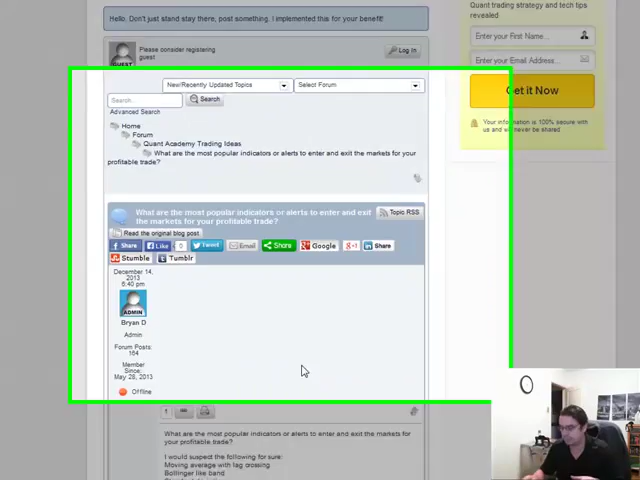 Hello. Don't just stand stay there, post something. I implemented this for your benefit!
Quant trading strategy and tech tips
revealed
Enter your First Name...
Enter your Email Address...
Get it Now
Your information is 100% secure with
us and will never be shared
GUEST
Please consider registering
guest
Log In
New/Recently Updated Topics
Select Forum
Search...
Search
Advanced Search
Home
Forum
Quant Academy Trading Ideas
What are the most popular indicators or alerts to enter and exit the markets for your
profitable trade?
What are the most popular indicators or alerts to enter and exit
the markets for your profitable trade?
Topic RSS
Read the original blog post
Share
Like
0
Tweet
Email
Share
Google
+1
Share
Stumble
Tumblr
December 14,
2013
6:40 pm
ADMIN
Bryan D
Admin
Forum Posts:
164
Member
Since:
May 28, 2013
Offline
1
What are the most popular indicators or alerts to enter and exit the markets for your
profitable trade?
I would suspect the following for sure:
Moving average with lag crossing
Bollinger like band